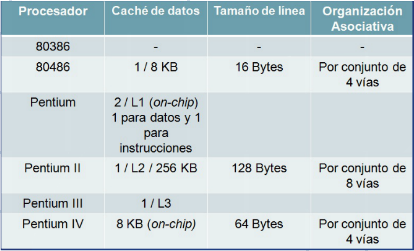 Procesador Caché de datos Tamaño de línea Organización
Asociativa
80386 - - -
80486 1 / 8 KB 16 Bytes Por conjunto de
4 vías
Pentium 2 / L1 (on-chip)
1 para datos y 1
para
instrucciones
Pentium II 1 / L2 / 256 KB 128 Bytes Por conjunto de
8 vías
Pentium III 1 / L3
Pentium IV 8 KB (on-chip) 64 Bytes Por conjunto de
4 vías